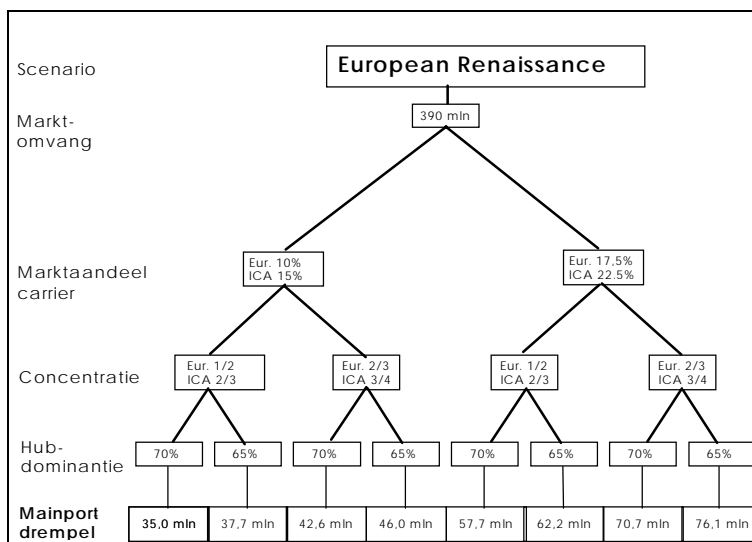 Scenario
European Renaissance
Markt-
omvang
390 mln
Marktaandeel
carrier
Eur. 10%
ICA 15%
Eur. 17,5%
ICA 22.5%
Concentratie
Eur. 1/2
ICA 2/3
Eur. 2/3
ICA 3/4
Eur. 1/2
ICA 2/3
Eur. 2/3
ICA 3/4
Hub-
dominantie
70%
65%
70%
65%
70%
65%
70%
65%
Mainport
drempel
35,0 mln
37,7 mln
42,6 mln
46,0 mln
57,7 mln
62,2 mln
70,7 mln
76,1 mln